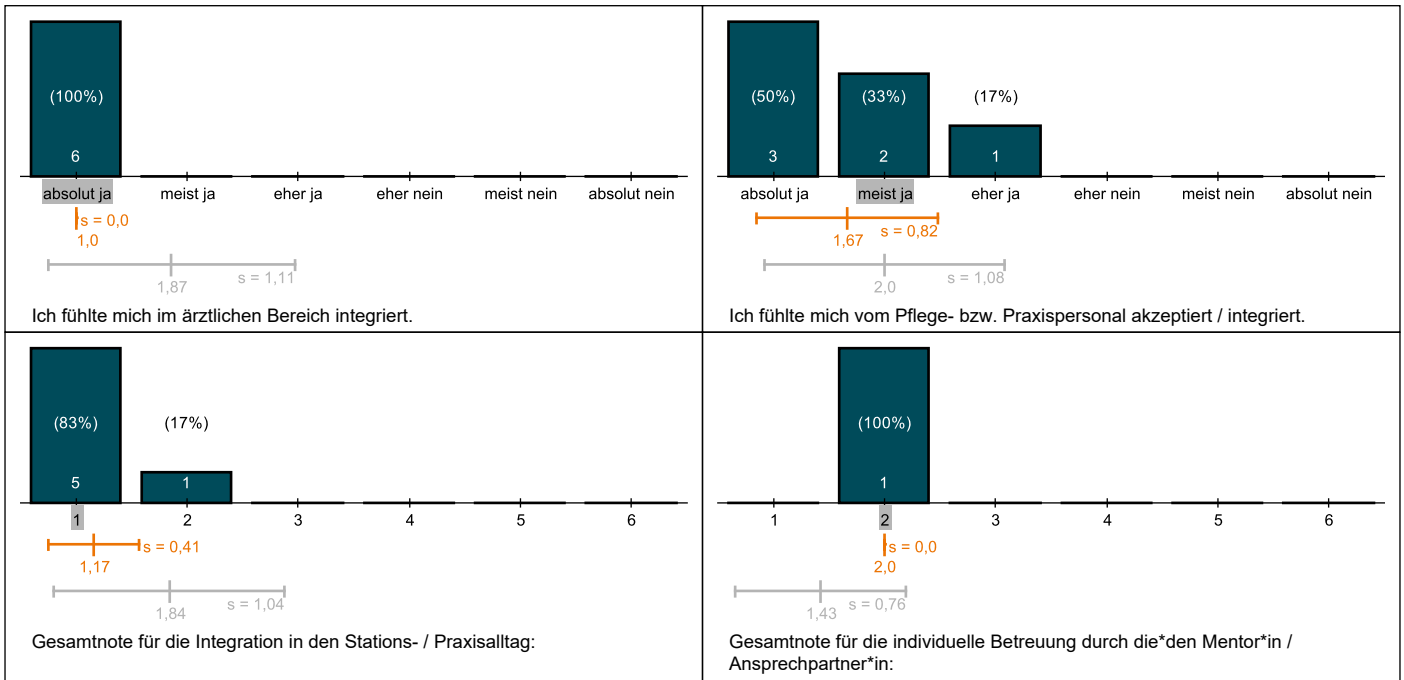 (100%)
6
absolut ja meist ja eher ja eher nein meist nein absolut nein
s = 0,0
1,0
s = 1,11
1,87
Ich fühlte mich im ärztlichen Bereich integriert.
(50%) (33%) (17%)
3 2 1
absolut ja meist ja eher ja eher nein meist nein absolut nein
s = 0,82
1,67
s = 1,08
2,0
Ich fühlte mich vom Pflege- bzw. Praxispersonal akzeptiert / integriert.
(83%) (17%)
5 1
1 2 3 4 5 6
s = 0,41
1,17
s = 1,04
1,84
Gesamtnote für die Integration in den Stations- / Praxisalltag:
(100%)
1
1 2 3 4 5 6
s = 0,0
2,0
s = 0,76
1,43
Gesamtnote für die individuelle Betreuung durch die*den Mentor*in /
Ansprechpartner*in: